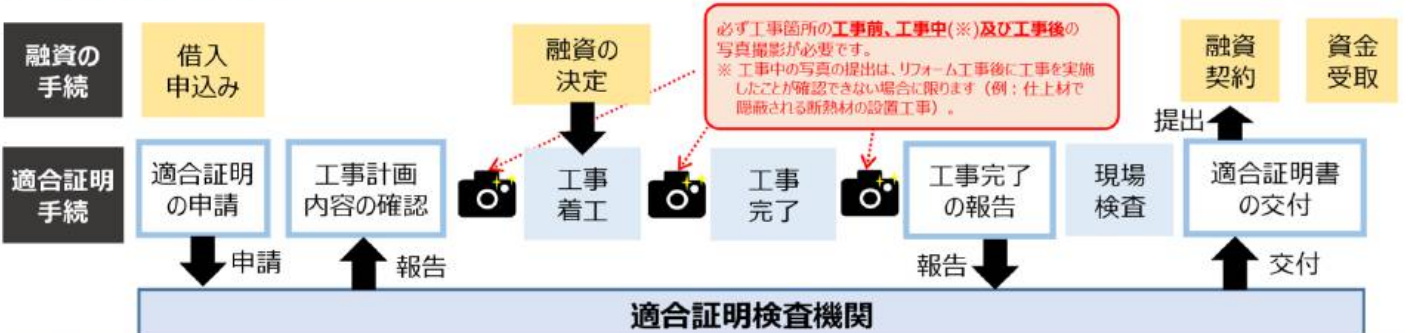 融資の
手続
借入
申込み
融資の
決定
必ず工事箇所の工事前、工事中(※)及び工事後の
写真撮影が必要です。
※ 工事中の写真の提出は、リフォーム工事後に工事を実施
したことが確認できない場合に限ります（例：仕上材で
隠蔽される断熱材の設置工事）。
融資
契約
資金
受取
提出
適合証明
手続
適合証明
の申請
工事計画
内容の確認
工事
着工
工事
完了
工事完了
の報告
現場
検査
適合証明書
の交付
申請
報告
報告
交付
適合証明検査機関